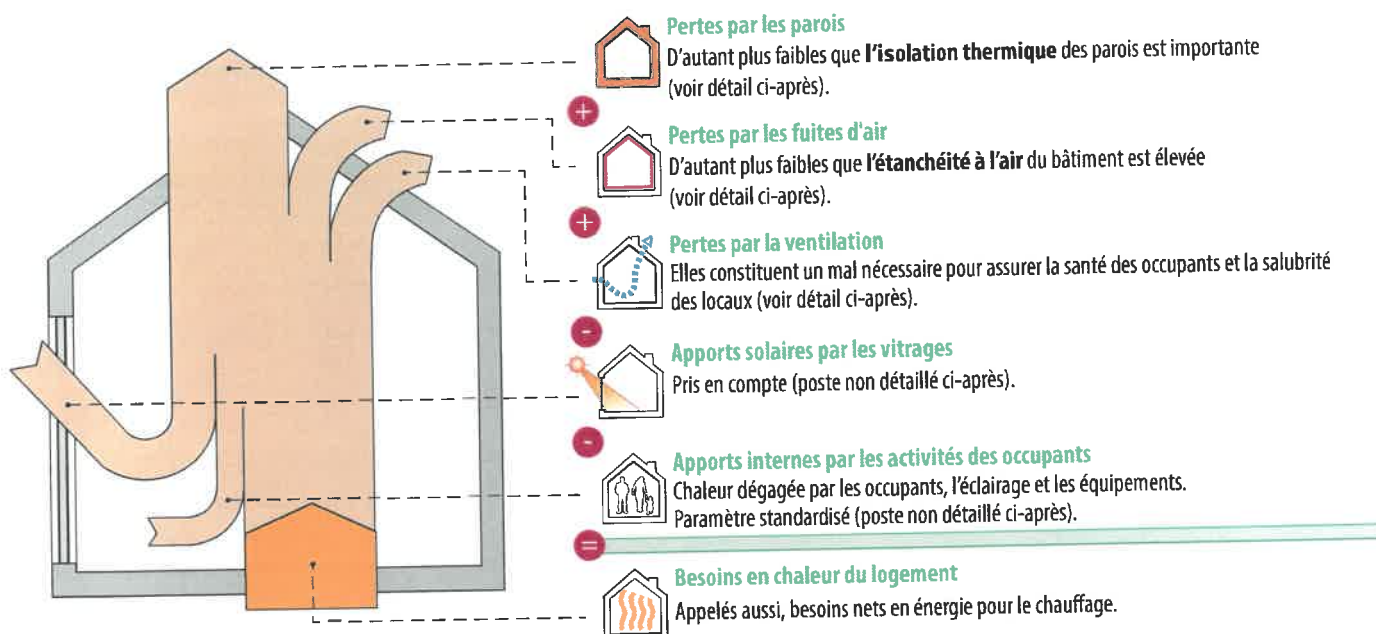 Pertes par les parois
D'autant plus faibles que l'isolation thermique des parois est importante
(voir détail ci-après).
+
Pertes par les fuites d'air
D'autant plus faibles que l'étanchéité à l'air du bâtiment est élevée
(voir détail ci-après).
+
Pertes par la ventilation
Elles constituent un mal nécessaire pour assurer la santé des occupants et la salubrité
des locaux (voir détail ci-après).
-
Apports solaires par les vitrages
Pris en compte (poste non détaillé ci-après).
-
Apports internes par les activités des occupants
Chaleur dégagée par les occupants, l'éclairage et les équipements.
Paramètre standardisé (poste non détaillé ci-après).
=
Besoins en chaleur du logement
Appelés aussi, besoins nets en énergie pour le chauffage.